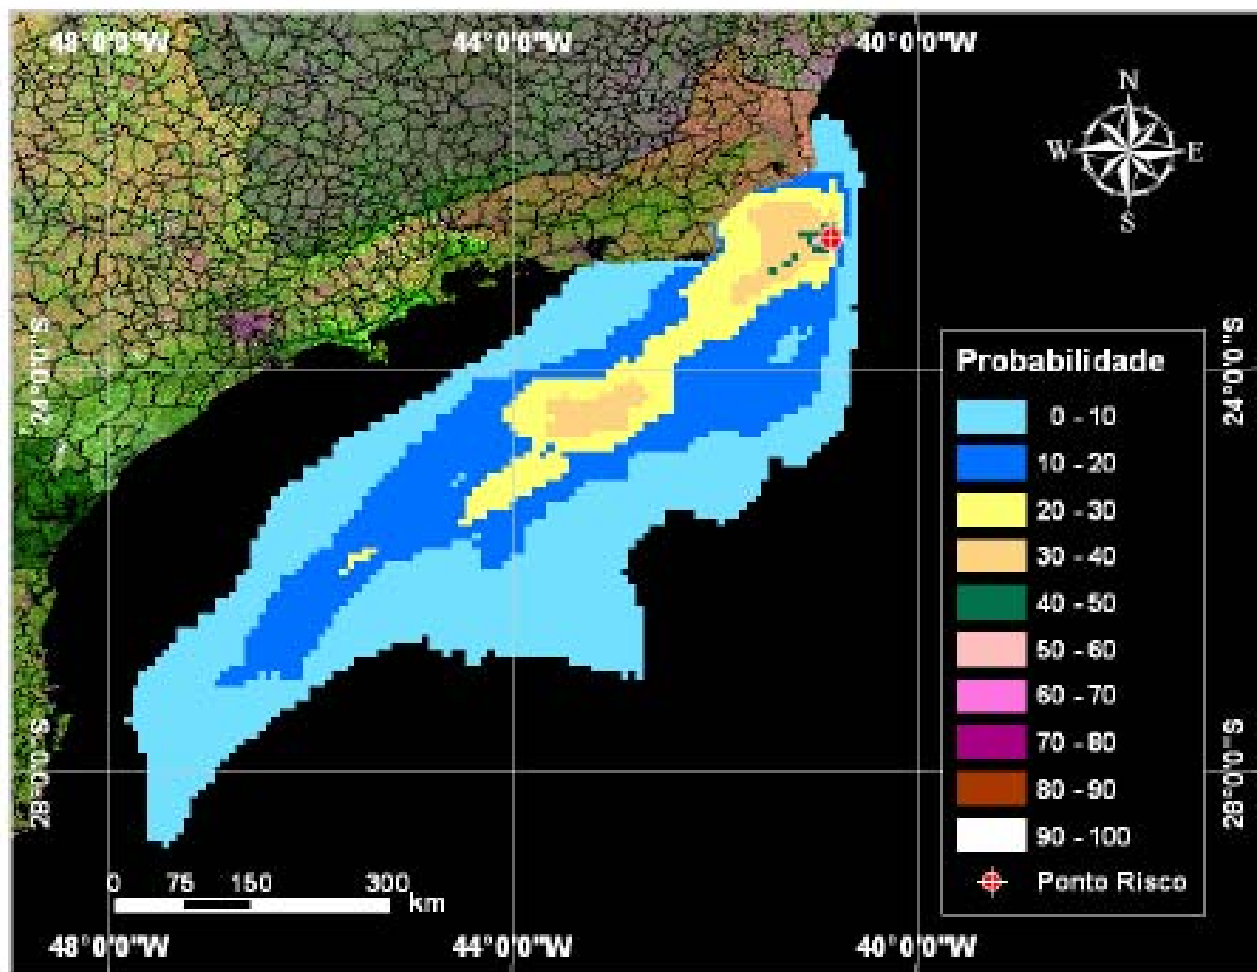 48°0'0"W 44°0'0"W 40°0'0"W
N
W E
S
24°0'0"S 24°0'0"S
Probabilidade
0 - 10
10 - 20
20 - 30
30 - 40
40 - 50
50 - 60
60 - 70
70 - 80
80 - 90
90 - 100
Ponto Risco
28°0'0"S 28°0'0"S
0 75 150 300
km
48°0'0"W 44°0'0"W 40°0'0"W